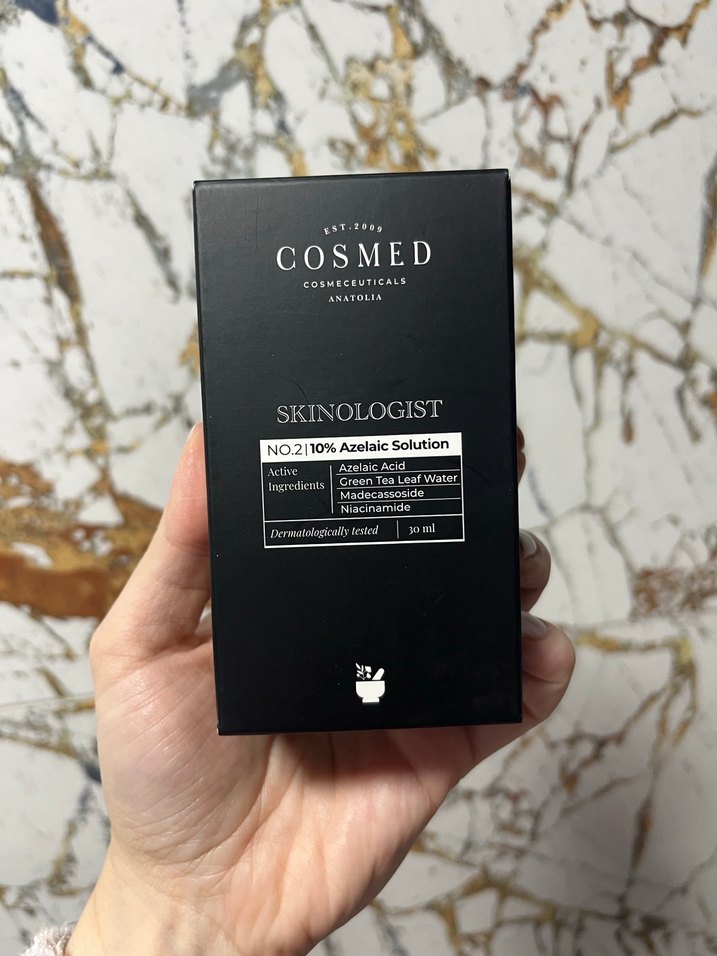 EST.2009
COSMED
COSMECEUTICALS
ANATOLIA
SKINOLOGIST
NO.2|10% Azelaic Solution
Active
Ingredients
Azelaic Acid
Green Tea Leaf Water
Madecassoside
Niacinamide
Dermatologically tested
30 ml